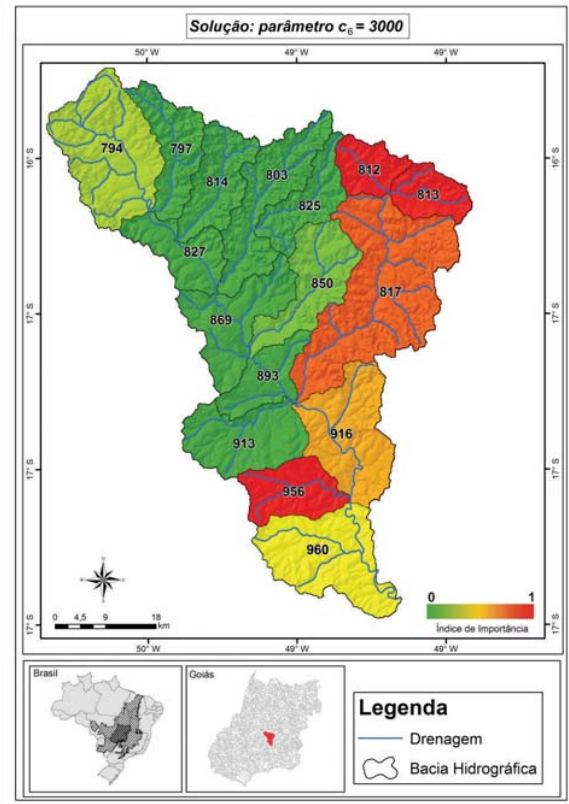 Solução: parâmetro c₆ = 3000
50° W 49° W 49° W
16° S 16° S
794 797 814 803 825 812 813
827 850 817
17° S 17° S
869
893
913 916
17° S 17° S
956
960
N
0 1
Índice de Importância
0 4,5 9 18
km
17° S 17° S
50° W 49° W 49° W
Brasil
Goiás
Legenda
Drenagem
Bacia Hidrográfica